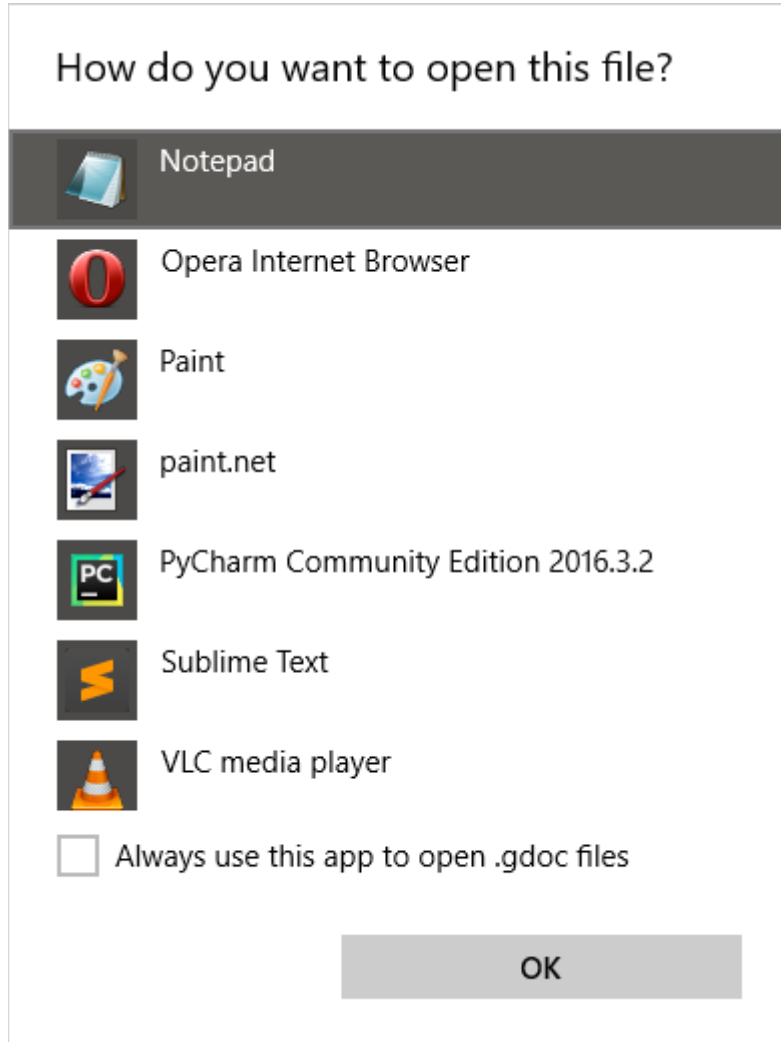 How do you want to open this file?
Notepad
Opera Internet Browser
Paint
paint.net
PC
PyCharm Community Edition 2016.3.2
Sublime Text
VLC media player
Always use this app to open .gdoc files
OK